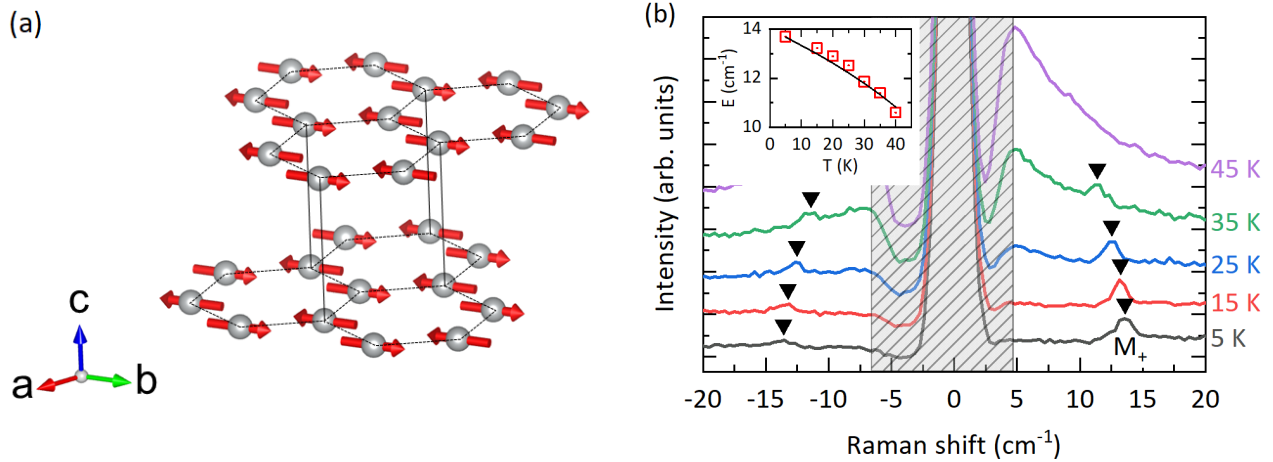 (a)
c
a
b
(b)
Intensity (arb. units)
E (cm-1)
14
12
10
0 10 20 30 40
T (K)
45 K
35 K
25 K
15 K
5 K
M+
-20 -15 -10 -5 0 5 10 15 20
Raman shift (cm-1)